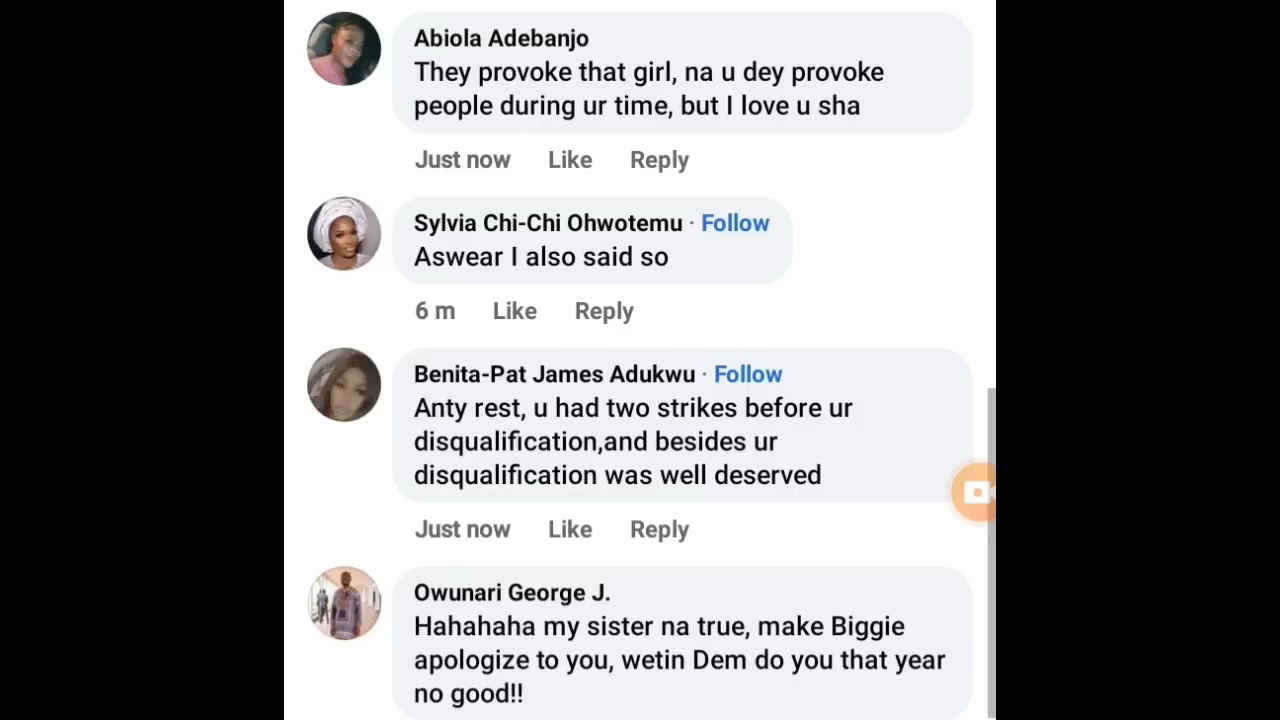 Abiola Adebanjo
They provoke that girl, na u dey provoke
people during ur time, but I love u sha
Just now Like Reply
Sylvia Chi-Chi Ohwotemu · Follow
Aswear I also said so
6 m Like Reply
Benita-Pat James Adukwu · Follow
Anty rest, u had two strikes before ur
disqualification,and besides ur
disqualification was well deserved
Just now Like Reply
Owunari George J.
Hahahaha my sister na true, make Biggie
apologize to you, wetin Dem do you that year
no good!!